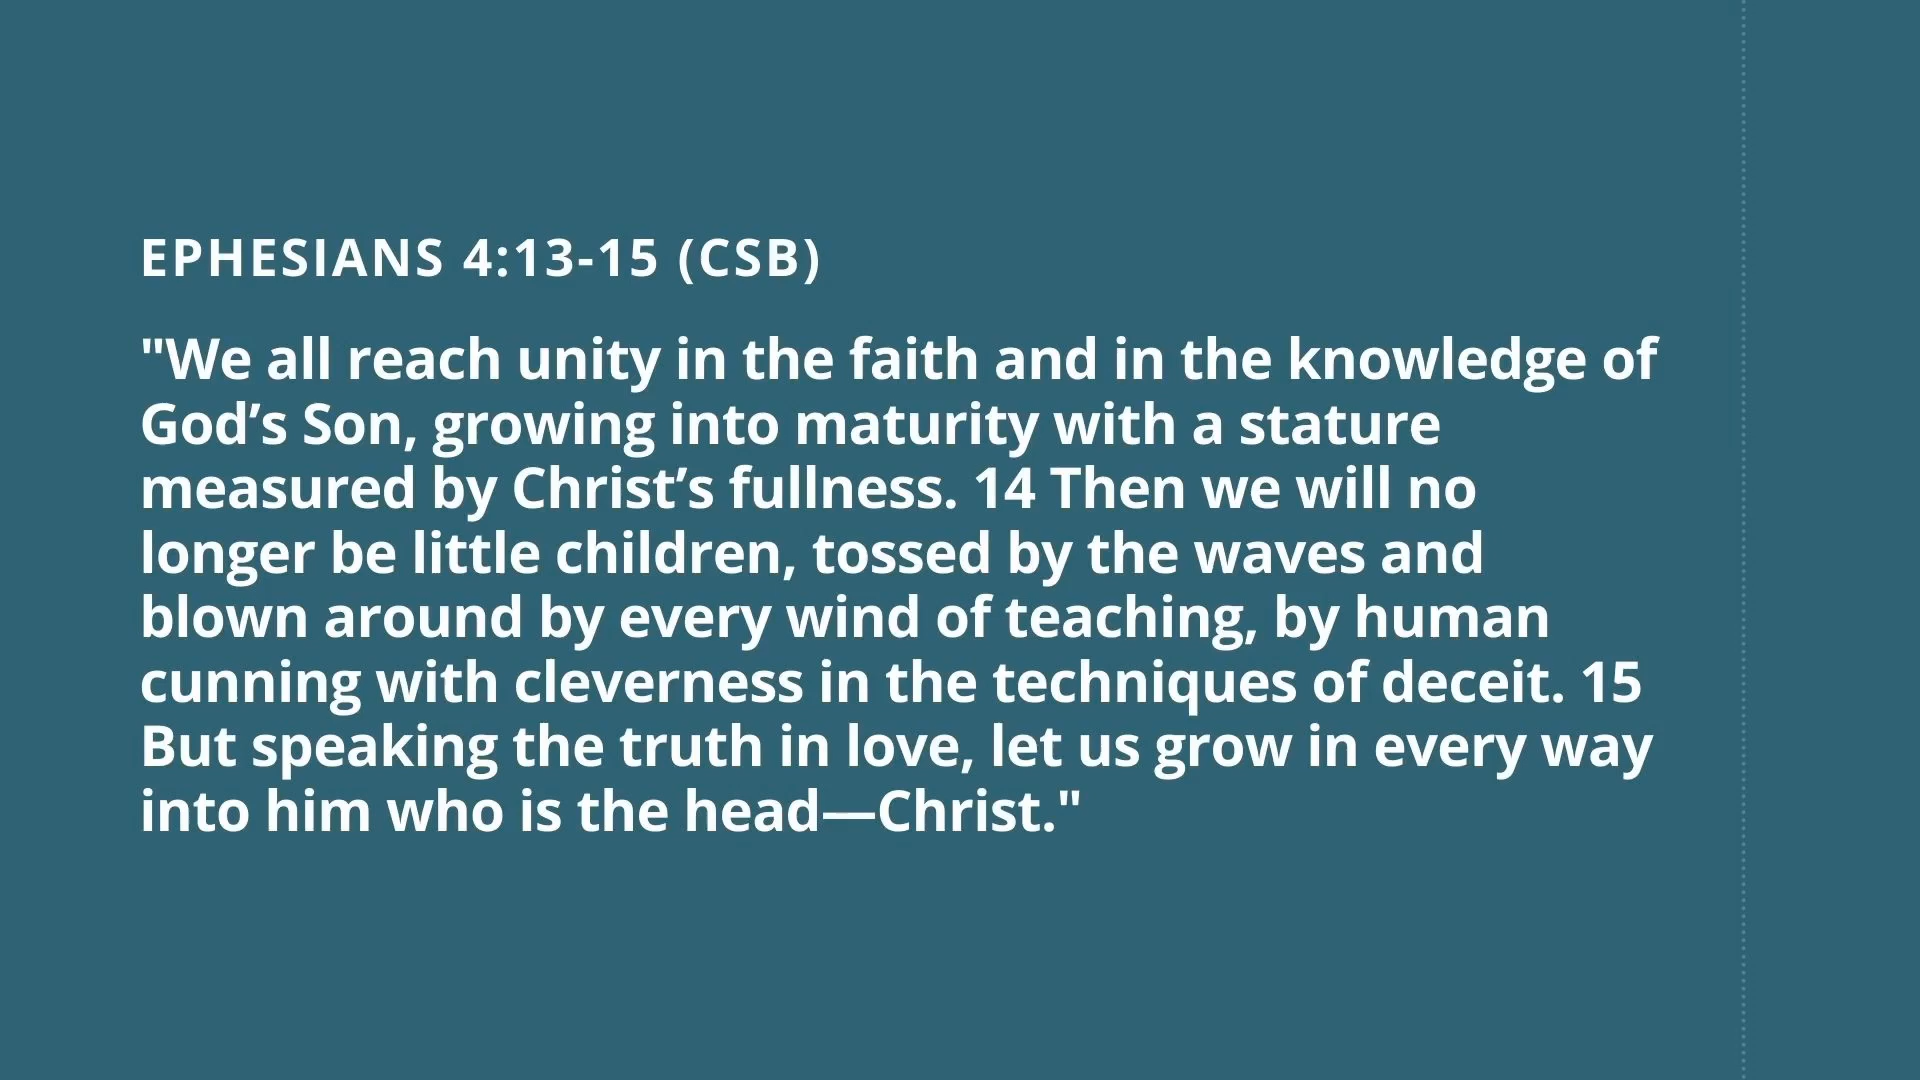 EPHESIANS 4:13-15 (CSB)
"We all reach unity in the faith and in the knowledge of
God’s Son, growing into maturity with a stature
measured by Christ’s fullness. 14 Then we will no
longer be little children, tossed by the waves and
blown around by every wind of teaching, by human
cunning with cleverness in the techniques of deceit. 15
But speaking the truth in love, let us grow in every way
into him who is the head—Christ."